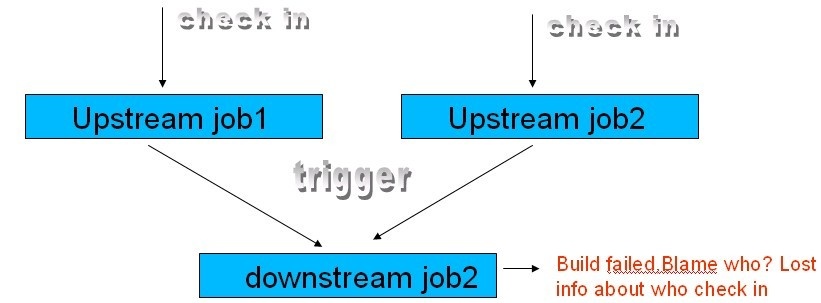 check in
check in
Upstream job1
Upstream job2
trigger
downstream job2
Build failed.Blame who? Lost
info about who check in